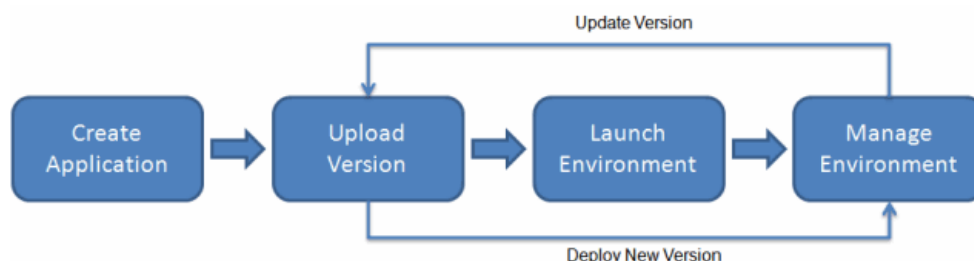 Update Version
Create
Application
Upload
Version
Launch
Environment
Manage
Environment
Deploy New Version